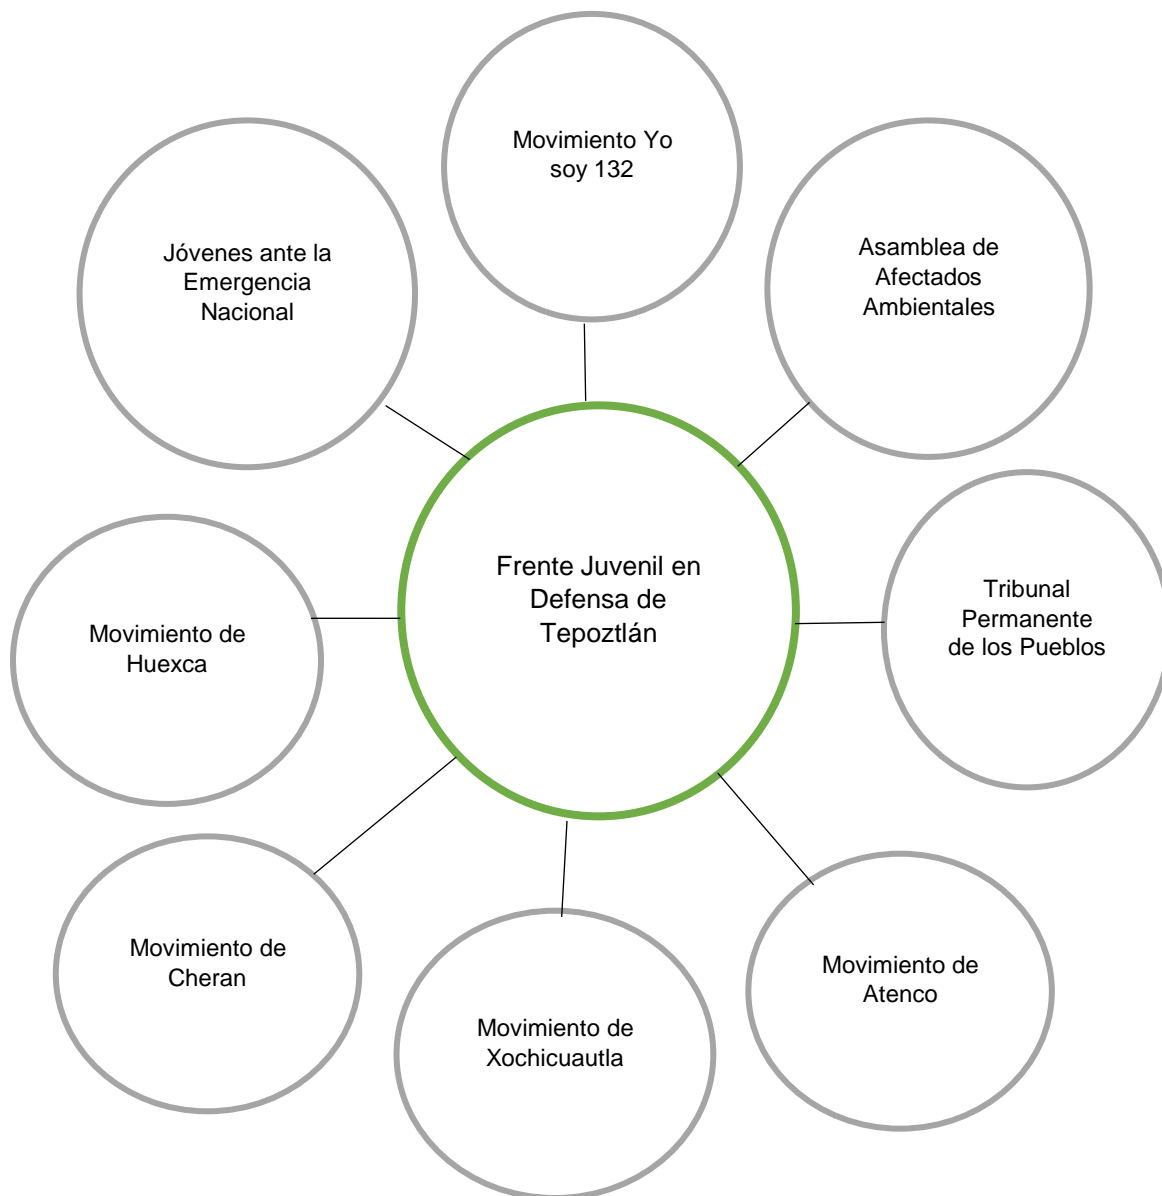 Movimiento Yo
soy 132
Jóvenes ante la
Emergencia
Nacional
Asamblea de
Afectados
Ambientales
Frente Juvenil en
Defensa de
Tepoztlán
Tribunal
Permanente
de los Pueblos
Movimiento de
Huexca
Movimiento de
Cheran
Movimiento de
Xochicuautla
Movimiento de
Atenco